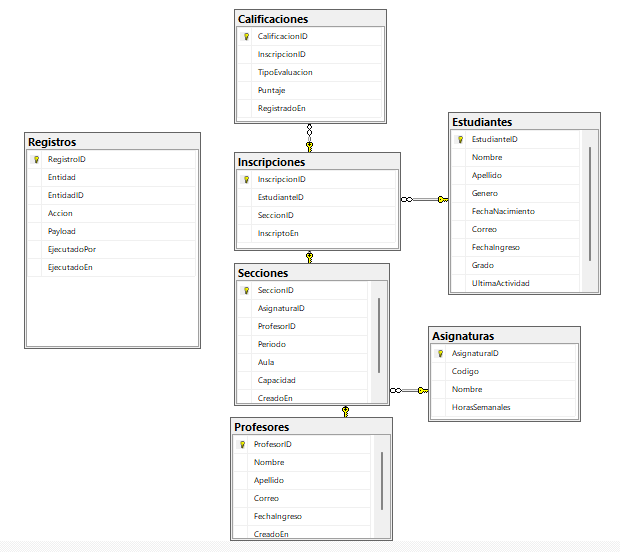 Calificaciones
CalificacionID
InscripcionID
TipoEvaluacion
Puntaje
RegistradoEn
Registros
RegistroID
Entidad
EntidadID
Accion
Payload
EjecutadoPor
EjecutadoEn
Inscripciones
InscripcionID
EstudianteID
SeccionID
InscriptoEn
Estudiantes
EstudianteID
Nombre
Apellido
Genero
FechaNacimiento
Correo
FechaIngreso
Grado
UltimaActividad
Secciones
SeccionID
AsignaturaID
ProfesorID
Periodo
Aula
Capacidad
CreadoEn
Asignaturas
AsignaturaID
Codigo
Nombre
HorasSemanales
Profesores
ProfesorID
Nombre
Apellido
Correo
FechaIngreso
CreadoEn